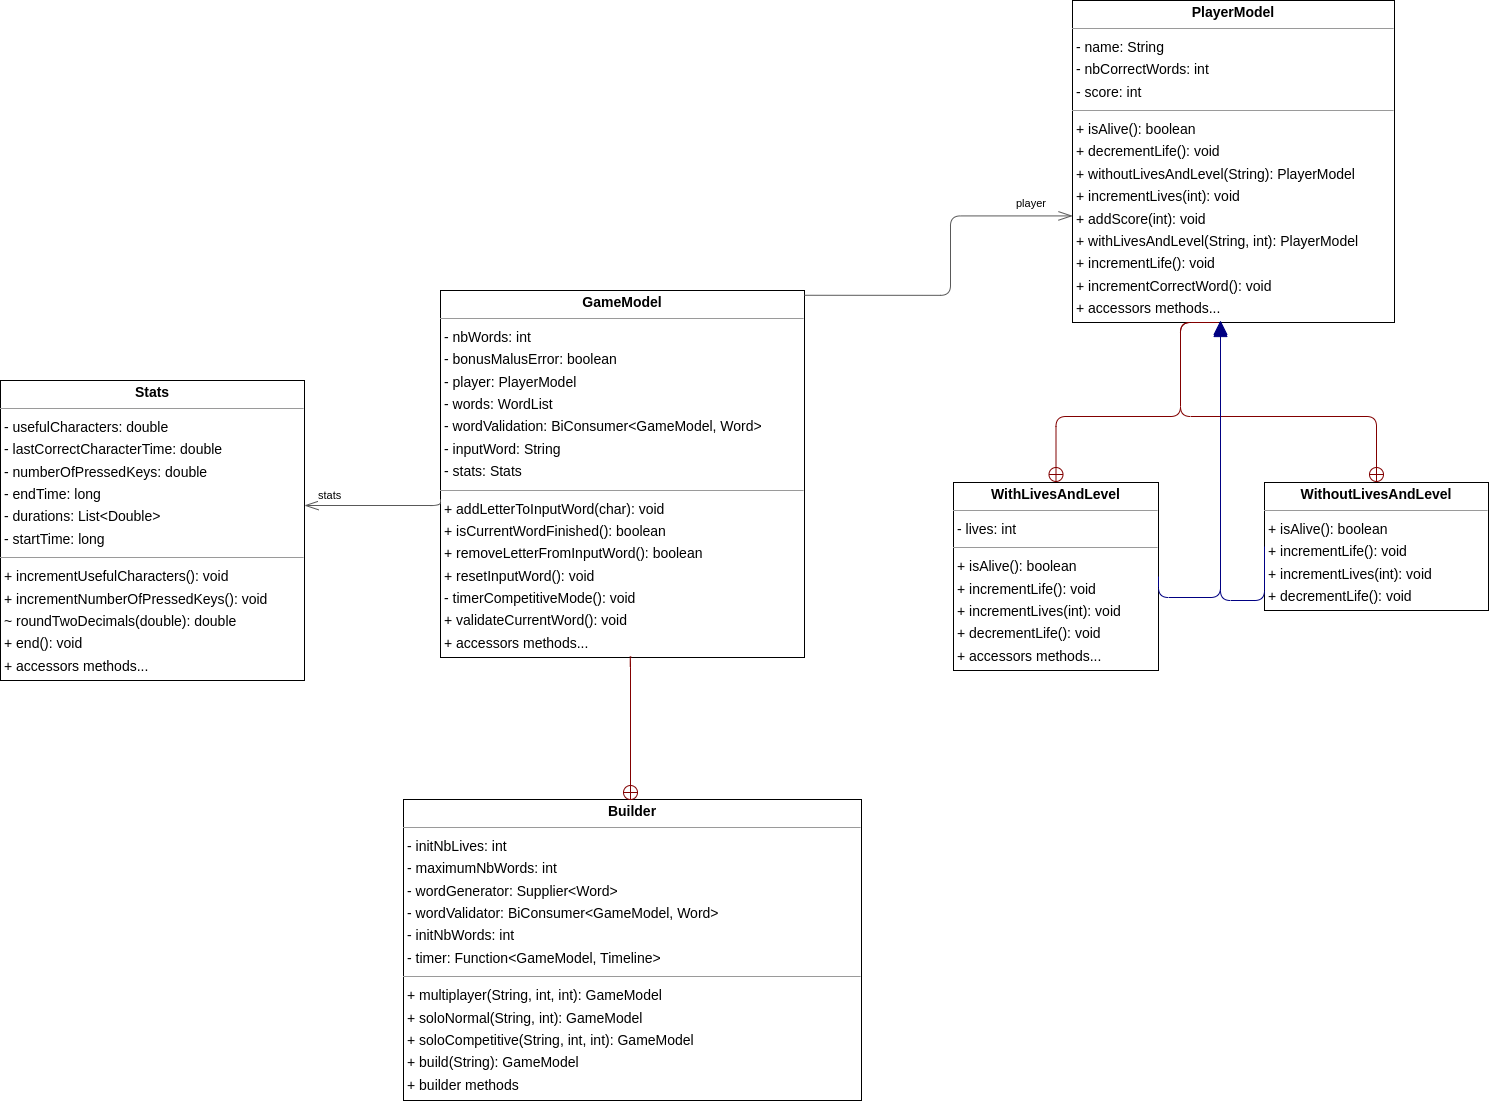 PlayerModel
- name: String
- nbCorrectWords: int
- score: int
+ isAlive(): boolean
+ decrementLife(): void
+ withoutLivesAndLevel(String): PlayerModel
+ incrementLives(int): void
+ addScore(int): void
+ withLivesAndLevel(String, int): PlayerModel
+ incrementLife(): void
+ incrementCorrectWord(): void
+ accessors methods...
player
GameModel
- nbWords: int
- bonusMalusError: boolean
- player: PlayerModel
- words: WordList
- wordValidation: BiConsumer<GameModel, Word>
- inputWord: String
- stats: Stats
+ addLetterToInputWord(char): void
+ isCurrentWordFinished(): boolean
+ removeLetterFromInputWord(): boolean
+ resetInputWord(): void
- timerCompetitiveMode(): void
+ validateCurrentWord(): void
+ accessors methods...
stats
Stats
- usefulCharacters: double
- lastCorrectCharacterTime: double
- numberOfPressedKeys: double
- endTime: long
- durations: List<Double>
- startTime: long
+ incrementUsefulCharacters(): void
+ incrementNumberOfPressedKeys(): void
~ roundTwoDecimals(double): double
+ end(): void
+ accessors methods...
WithLivesAndLevel
- lives: int
+ isAlive(): boolean
+ incrementLife(): void
+ incrementLives(int): void
+ decrementLife(): void
+ accessors methods...
WithoutLivesAndLevel
+ isAlive(): boolean
+ incrementLife(): void
+ incrementLives(int): void
+ decrementLife(): void
Builder
- initNbLives: int
- maximumNbWords: int
- wordGenerator: Supplier<Word>
- wordValidator: BiConsumer<GameModel, Word>
- initNbWords: int
- timer: Function<GameModel, Timeline>
+ multiplayer(String, int, int): GameModel
+ soloNormal(String, int): GameModel
+ soloCompetitive(String, int, int): GameModel
+ build(String): GameModel
+ builder methods